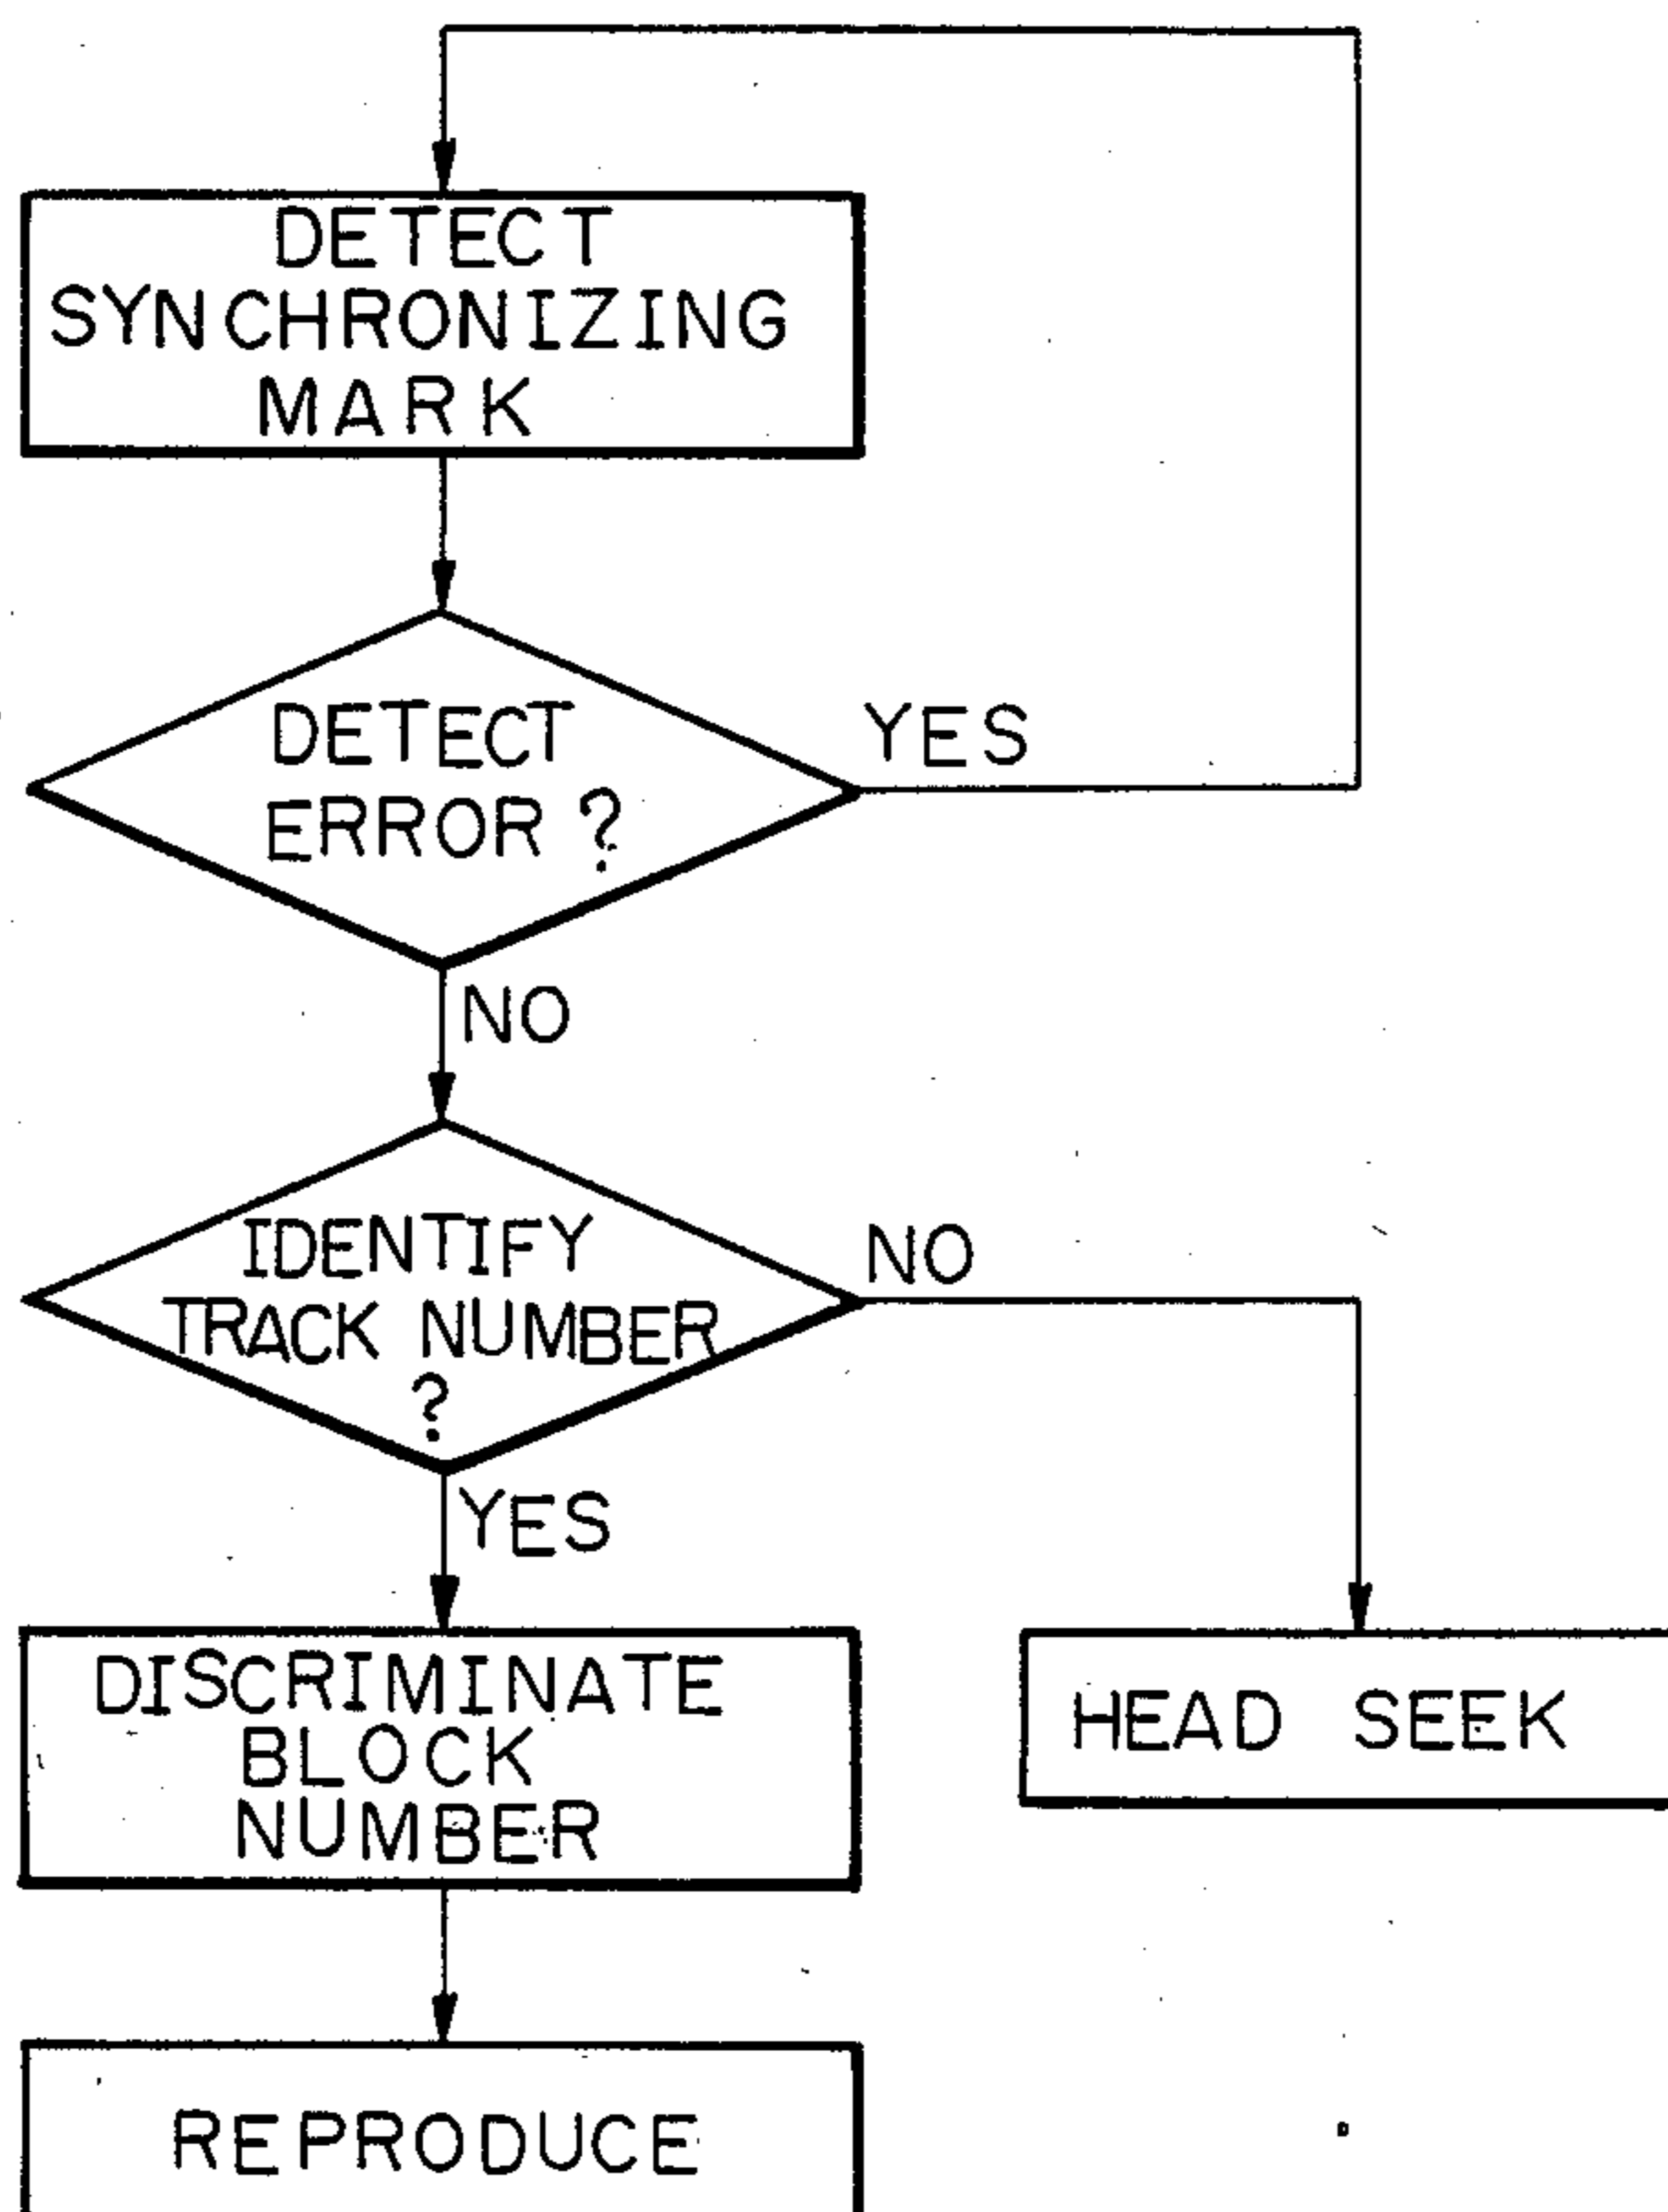 DETECT
SYNCHRONIZING
MARK
DETECT
ERROR ?
YES
NO
IDENTIFY
TRACK NUMBER
?
NO
YES
DISCRIMINATE
BLOCK
NUMBER
HEAD SEEK
REPRODUCE